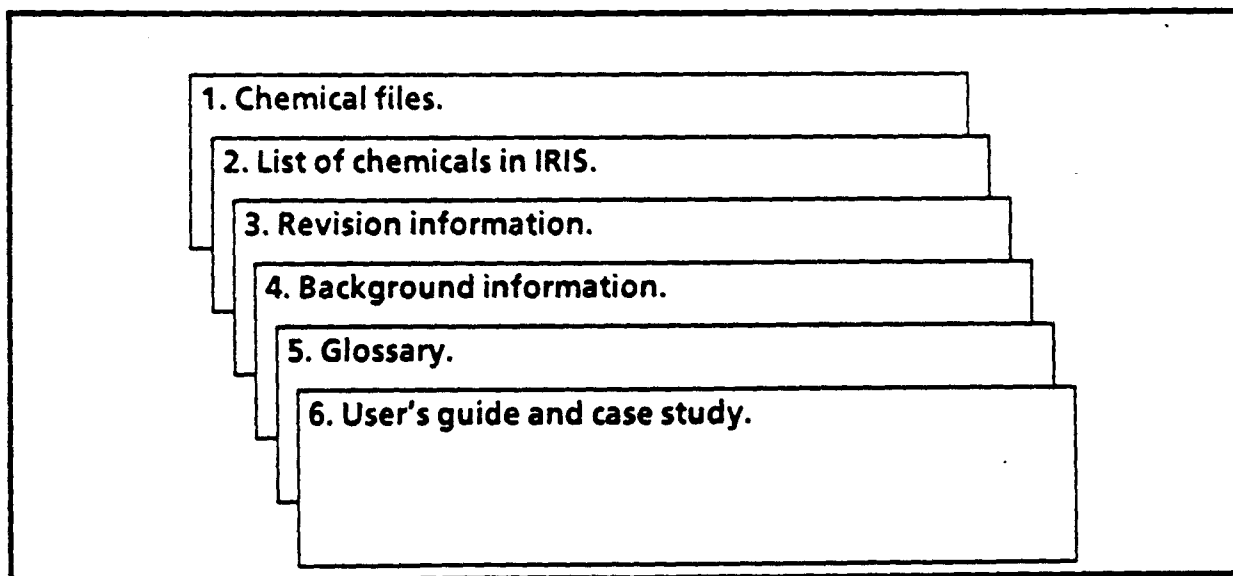 1. Chemical files.
2. List of chemicals in IRIS.
3. Revision information.
4. Background information.
5. Glossary.
6. User's guide and case study.